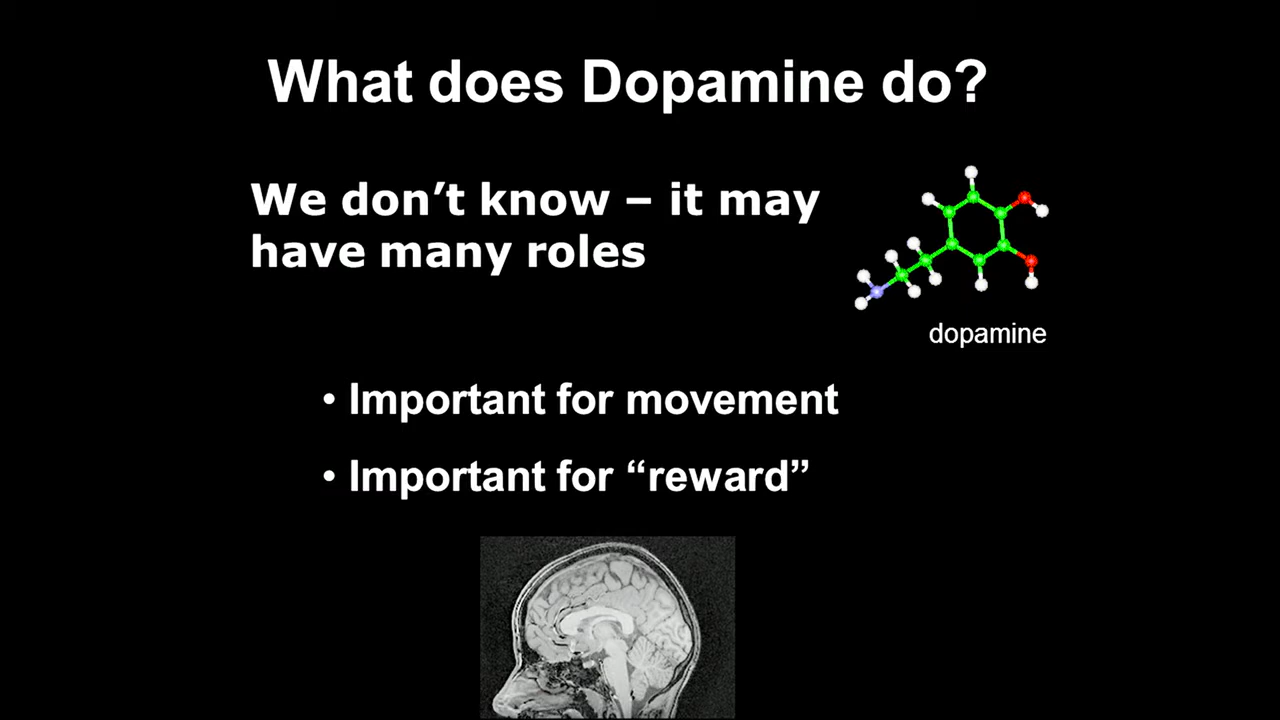 What does Dopamine do?
We don’t know – it may
have many roles
dopamine
• Important for movement
• Important for “reward”